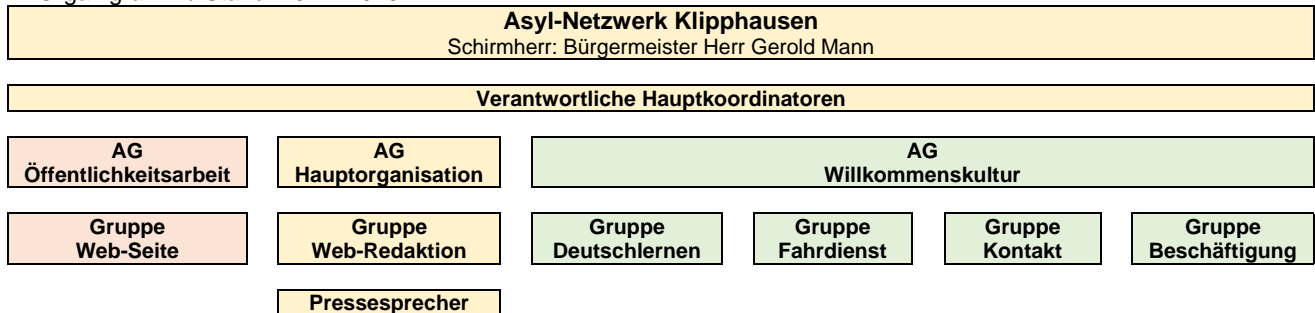 Asyl-Netzwerk Klipphausen
Schirmherr: Bürgermeister Herr Gerold Mann
Verantwortliche Hauptkoordinatoren
AG
Öffentlichkeitsarbeit
AG
Hauptorganisation
AG
Willkommenskultur
Gruppe
Web-Seite
Gruppe
Web-Redaktion
Gruppe
Deutschlernen
Gruppe
Fahrdienst
Gruppe
Kontakt
Gruppe
Beschäftigung
Pressesprecher